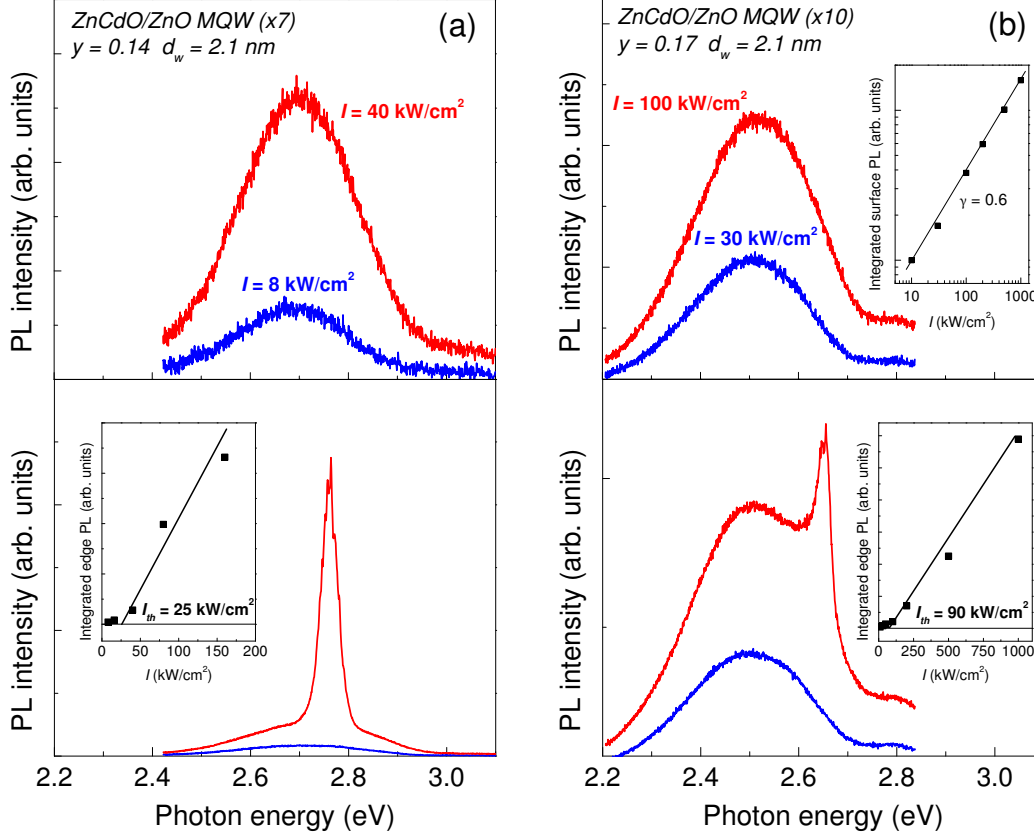 ZnCdO/ZnO MQW (x7)
y = 0.14 d_w = 2.1 nm
(a)
I = 40 kW/cm²
I = 8 kW/cm²
PL intensity (arb. units)
ZnCdO/ZnO MQW (x10)
y = 0.17 d_w = 2.1 nm
(b)
I = 100 kW/cm²
I = 30 kW/cm²
PL intensity (arb. units)
Integrated surface PL (arb. units)
γ = 0.6
10 100 1000
I (kW/cm²)
PL intensity (arb. units)
Integrated edge PL (arb. units)
I_th = 25 kW/cm²
0 50 100 150 200
I (kW/cm²)
2.2 2.4 2.6 2.8 3.0
Photon energy (eV)
PL intensity (arb. units)
Integrated edge PL (arb. units)
I_th = 90 kW/cm²
0 250 500 750 1000
I (kW/cm²)
2.2 2.4 2.6 2.8 3.0
Photon energy (eV)